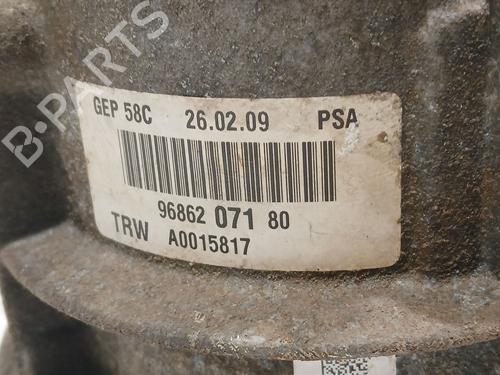 B-PARTS
GEP 58C 26.02.09 PSA
96862 071 80
TRW A0015817